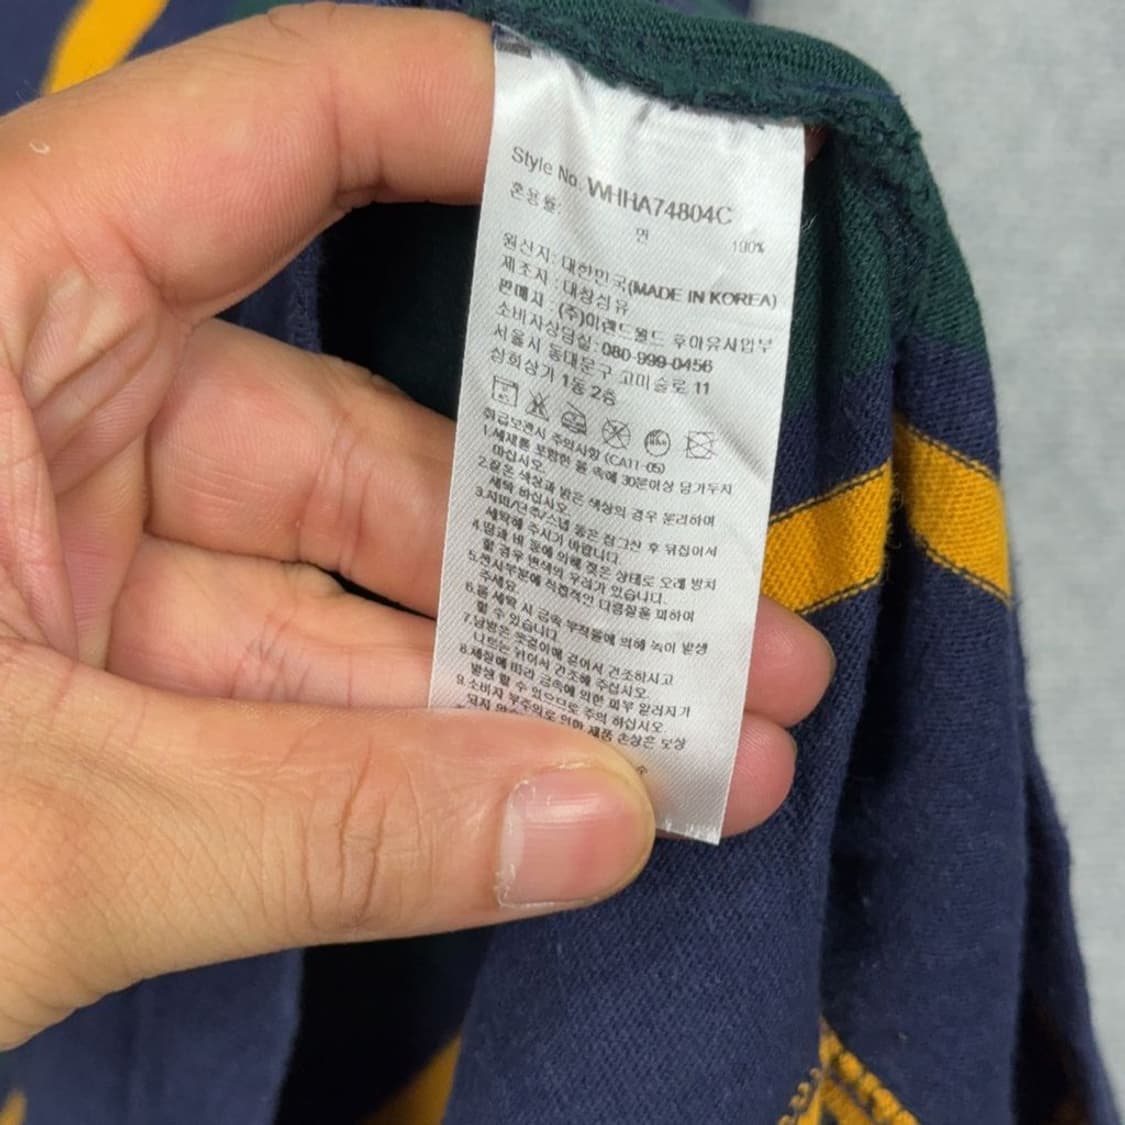 Style No. WHHA74804C
혼용률:
면 100%
원산지: 대한민국(MADE IN KOREA)
제조자 : 대창섬유
판매자 : (주)이랜드월드 후아유사업부
소비자상담실: 080-999-0456
서울시 동대문구 고미술로 11
상회상가 1동 2층
취급보관시 주의사항 (CA11-05)
1.세제를 포함한 물 속에 30분이상 담가두지
마십시오.
2.짙은 색상과 밝은 색상의 경우 분리하여
세탁 바십시오.
3.지퍼/단추/스냅 등은 잠그신 후 뒤집어서
세탁해 주시기 바랍니다.
4.땀과 비 등에 의해 젖은 상태로 오래 방치
할 경우 변색의 우려가 있습니다.
5.전사부분에 직접적인 다림질을 피하여
주세요.
6.물 세탁 시 금속 부착물에 의해 녹이 발생
할 수 있습니다.
7.남방은 옷걸이에 걸어서 건조하시고
니트는 뉘어서 건조해 주십시오.
8.체질에 따라 금속에 의한 피부 알러지가
발생 할 수 있으므로 주의 하십시오.
9.소비자 부주의로 인한 제품 손상은 보상
되지